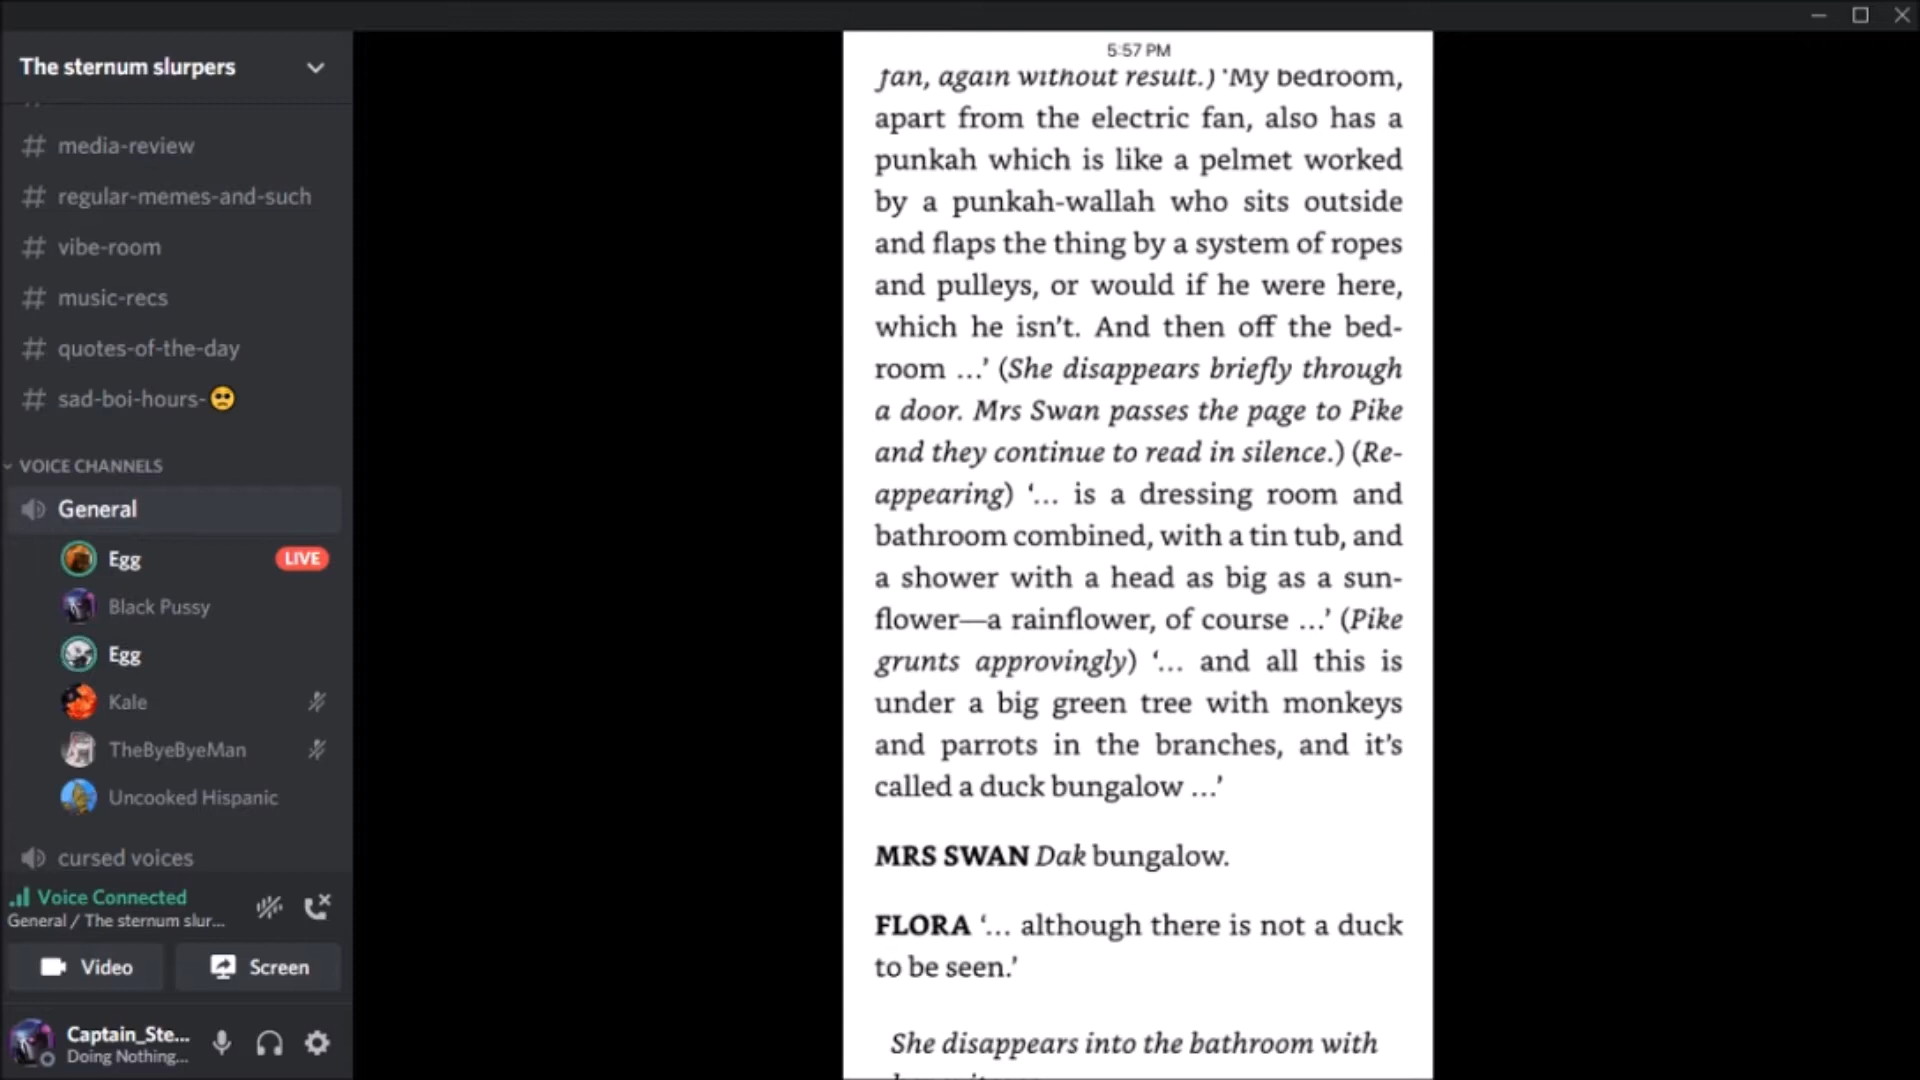 The sternum slurpers
# media-review
# regular-memes-and-such
# vibe-room
# music-recs
# quotes-of-the-day
# sad-boi-hours-🥺
VOICE CHANNELS
General
Egg LIVE
Black Pussy
Egg
Kale
TheByeByeMan
Uncooked Hispanic
cursed voices
Voice Connected
General / The sternum slur...
Video Screen
Captain_Ste...
Doing Nothing...
5:57 PM
fan, again without result.) ‘My bedroom,
apart from the electric fan, also has a
punkah which is like a pelmet worked
by a punkah-wallah who sits outside
and flaps the thing by a system of ropes
and pulleys, or would if he were here,
which he isn’t. And then off the bed-
room …’ (She disappears briefly through
a door. Mrs Swan passes the page to Pike
and they continue to read in silence.) (Re-
appearing) ‘… is a dressing room and
bathroom combined, with a tin tub, and
a shower with a head as big as a sun-
flower—a rainflower, of course …’ (Pike
grunts approvingly) ‘… and all this is
under a big green tree with monkeys
and parrots in the branches, and it’s
called a duck bungalow …’
MRS SWAN Dak bungalow.
FLORA ‘… although there is not a duck
to be seen.’
She disappears into the bathroom with